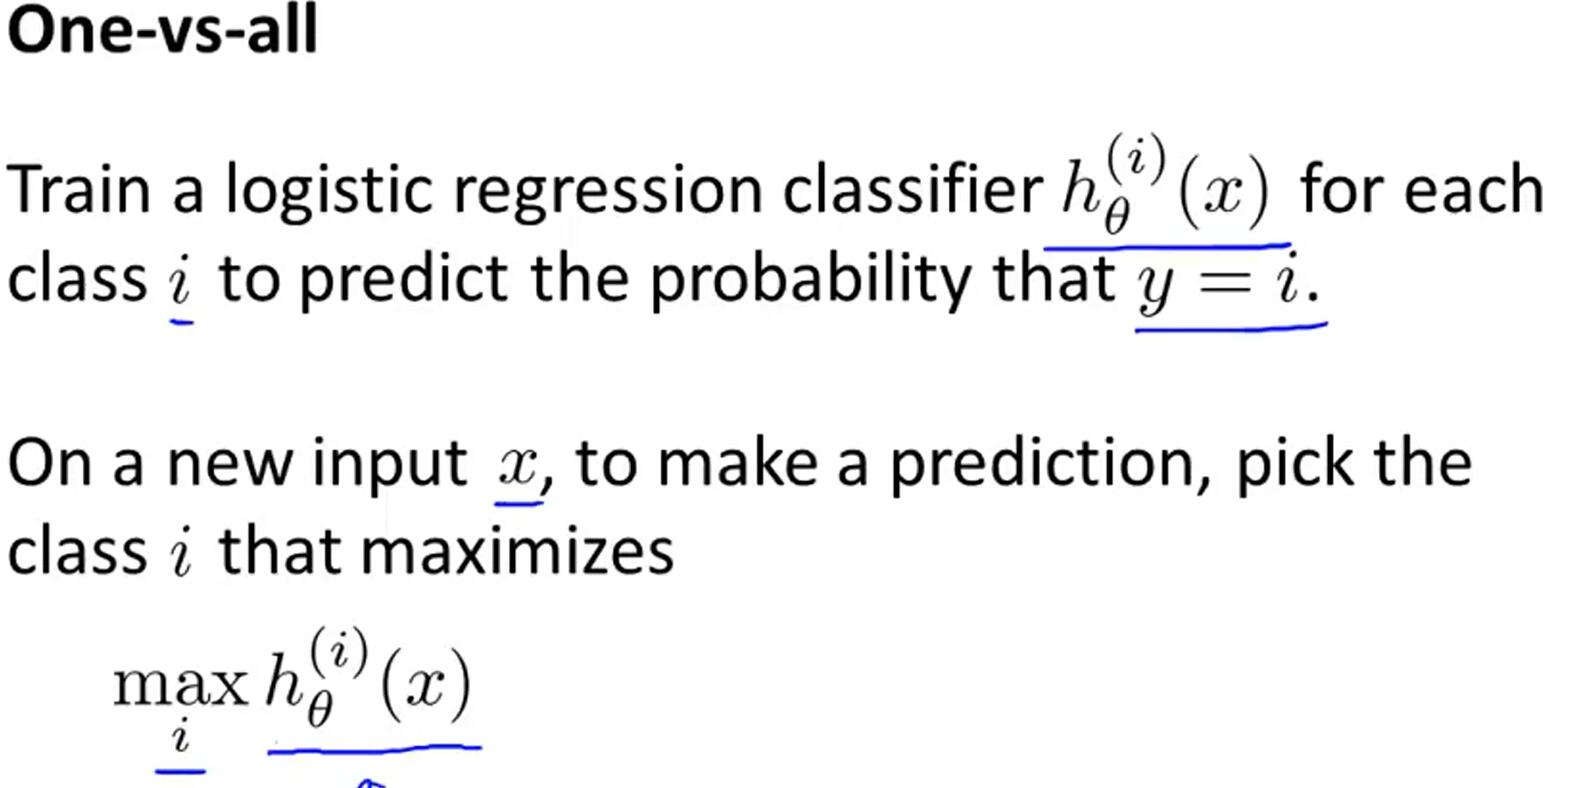 One-vs-all
Train a logistic regression classifier $h_\theta^{(i)}(x)$ for each
class $i$ to predict the probability that $y = i$.
On a new input $x$, to make a prediction, pick the
class $i$ that maximizes
$\max_i h_\theta^{(i)}(x)$